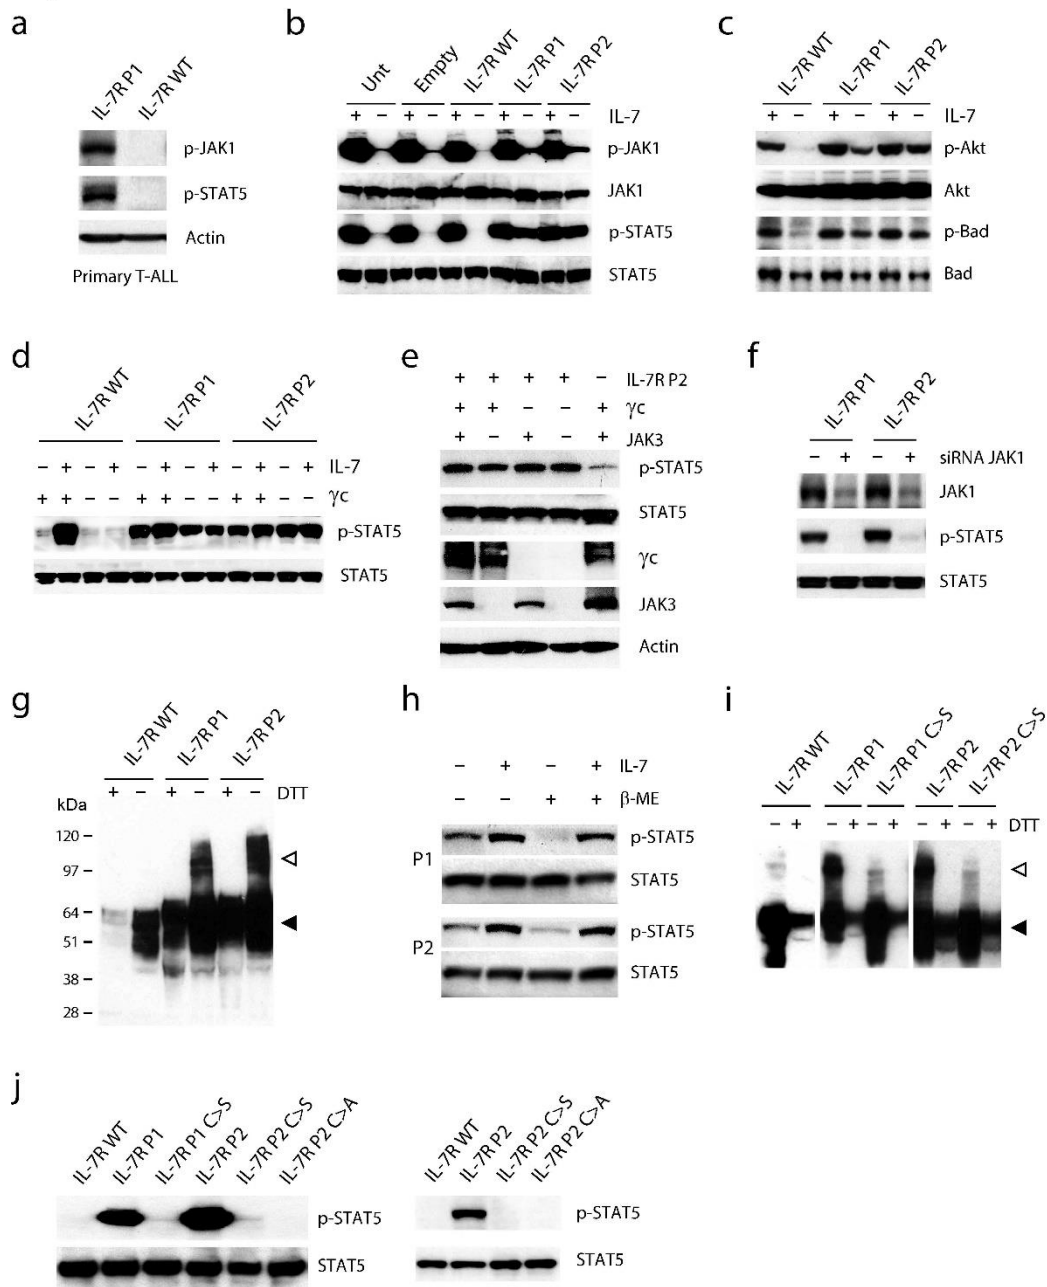 a
IL-7R P1 IL-7R WT
p-JAK1
p-STAT5
Actin
Primary T-ALL
b
Unt Empty IL-7R WT IL-7R P1 IL-7R P2
+ − + − + − + − + − IL-7
p-JAK1
JAK1
p-STAT5
STAT5
c
IL-7R WT IL-7R P1 IL-7R P2
+ − + − + − IL-7
p-Akt
Akt
p-Bad
Bad
d
IL-7R WT IL-7R P1 IL-7R P2
− + − + − + − + − + − + IL-7
+ + − − + + − − + + − − γc
p-STAT5
STAT5
e
+ + + + − IL-7R P2
+ + − − + γc
+ − + − + JAK3
p-STAT5
STAT5
γc
JAK3
Actin
f
IL-7R P1 IL-7R P2
− + − + siRNA JAK1
JAK1
p-STAT5
STAT5
g
IL-7R WT IL-7R P1 IL-7R P2
+ − + − + − DTT
kDa
120 –
97 –
64 –
51 –
38 –
28 –
h
− + − + IL-7
− − + + β-ME
P1
p-STAT5
STAT5
P2
p-STAT5
STAT5
i
IL-7R WT IL-7R P1 IL-7R P1 C>S IL-7R P2 IL-7R P2 C>S
− + − + − + − + − + DTT
j
IL-7R WT IL-7R P1 IL-7R P1 C>S IL-7R P2 IL-7R P2 C>S IL-7R P2 C>A
p-STAT5
STAT5
IL-7R WT IL-7R P2 IL-7R P2 C>S IL-7R P2 C>A
p-STAT5
STAT5